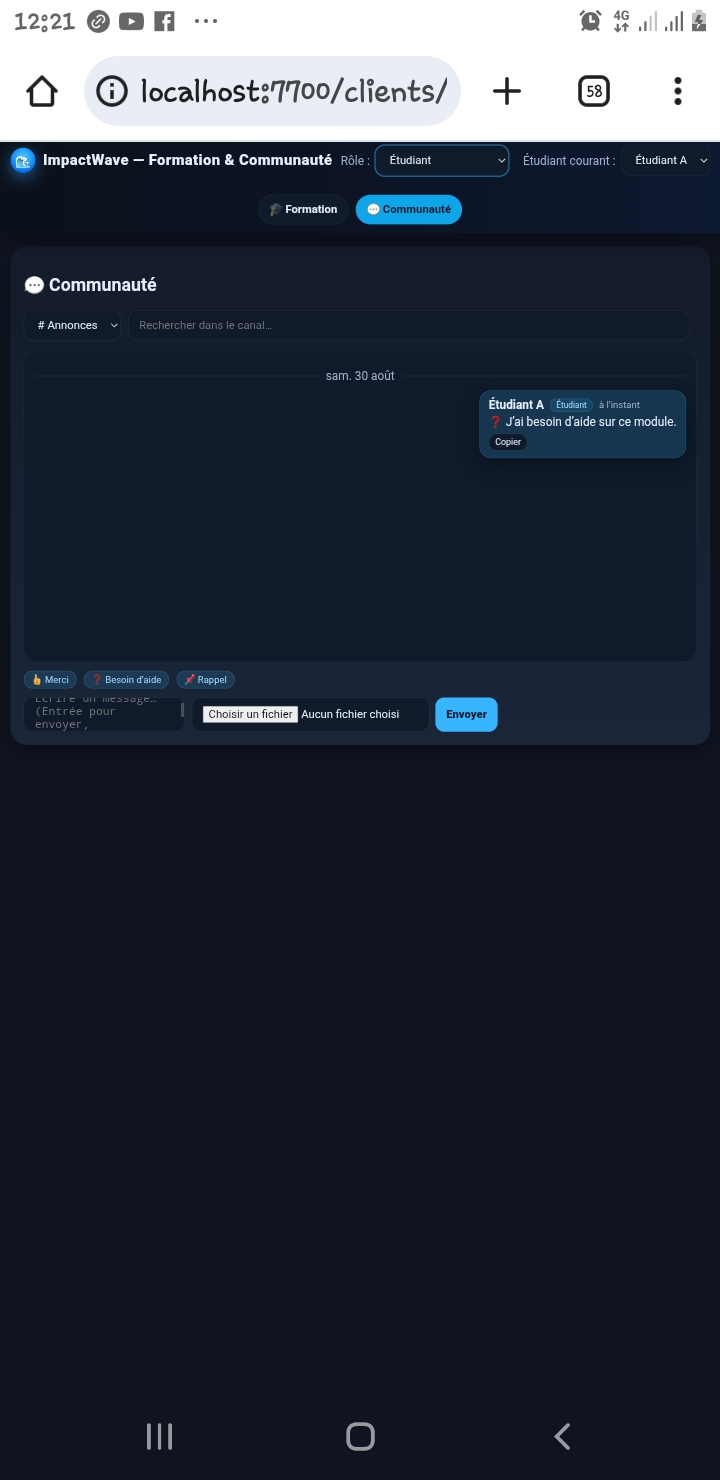 12:21
4G
localhost:7700/clients/
58
ImpactWave — Formation & Communauté Rôle : Étudiant Étudiant courant : Étudiant A
🎓 Formation 💬 Communauté
💬 Communauté
# Annonces Rechercher dans le canal…
sam. 30 août
Étudiant A Étudiant à l'instant
❓ J'ai besoin d'aide sur ce module.
Copier
👍 Merci ❓ Besoin d'aide 📌 Rappel
Écrire un message…
(Entrée pour
envoyer,
Choisir un fichier Aucun fichier choisi
Envoyer